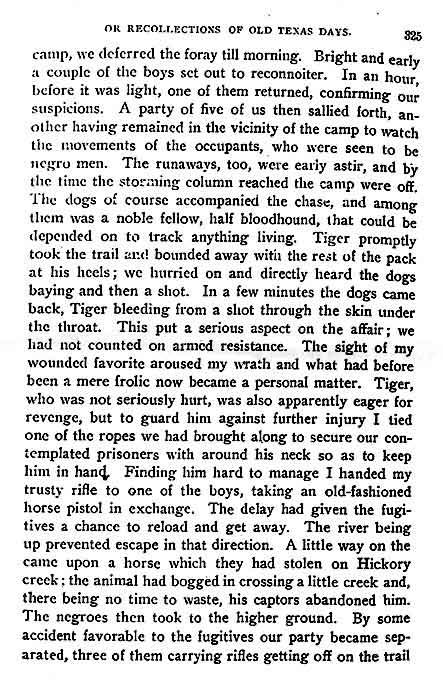 OR RECOLLECTIONS OF OLD TEXAS DAYS. 325
camp, we deferred the foray till morning. Bright and early
a couple of the boys set out to reconnoiter. In an hour,
before it was light, one of them returned, confirming our
suspicions. A party of five of us then sallied forth, an-
other having remained in the vicinity of the camp to watch
the movements of the occupants, who were seen to be
negro men. The runaways, too, were early astir, and by
the time the storming column reached the camp were off.
The dogs of course accompanied the chase, and among
them was a noble fellow, half bloodhound, that could be
depended on to track anything living. Tiger promptly
took the trail and bounded away with the rest of the pack
at his heels; we hurried on and directly heard the dogs
baying and then a shot. In a few minutes the dogs came
back, Tiger bleeding from a shot through the skin under
the throat. This put a serious aspect on the affair; we
had not counted on armed resistance. The sight of my
wounded favorite aroused my wrath and what had before
been a mere frolic now became a personal matter. Tiger,
who was not seriously hurt, was also apparently eager for
revenge, but to guard him against further injury I tied
one of the ropes we had brought along to secure our con-
templated prisoners with around his neck so as to keep
him in hand. Finding him hard to manage I handed my
trusty rifle to one of the boys, taking an old-fashioned
horse pistol in exchange. The delay had given the fugi-
tives a chance to reload and get away. The river being
up prevented escape in that direction. A little way on the
came upon a horse which they had stolen on Hickory
creek; the animal had bogged in crossing a little creek and,
there being no time to waste, his captors abandoned him.
The negroes then took to the higher ground. By some
accident favorable to the fugitives our party became sep-
arated, three of them carrying rifles getting off on the trail